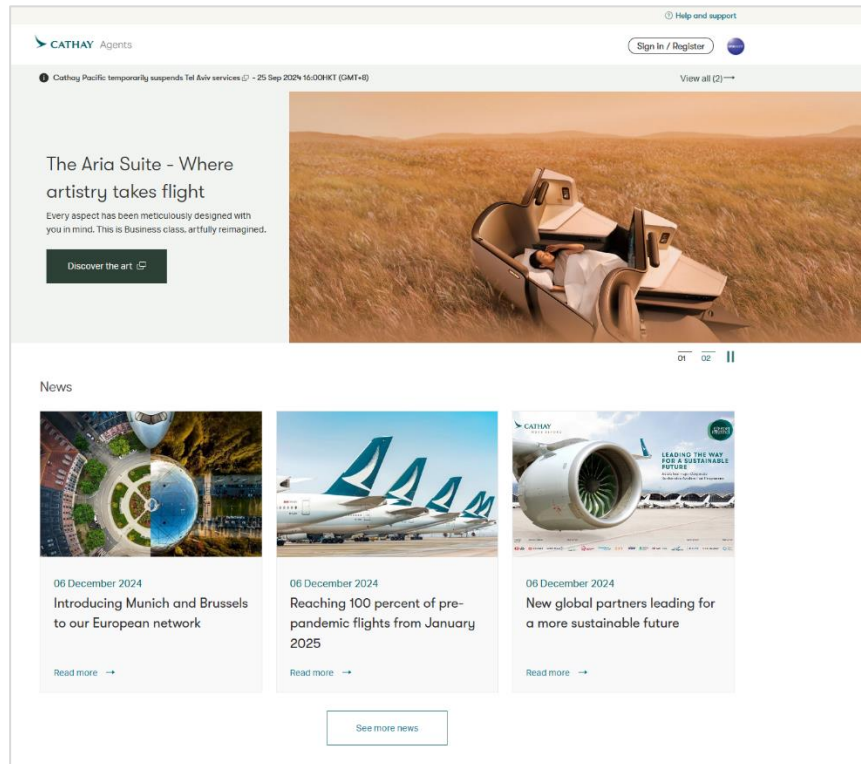 Help and support
CATHAY Agents
Sign in / Register
Cathay Pacific temporarily suspends Tel Aviv services - 25 Sep 2024 16:00HKT (GMT+8)
View all (2)
The Aria Suite - Where
artistry takes flight
Every aspect has been meticulously designed with
you in mind. This is Business class, artfully reimagined.
Discover the art
01 02
News
CATHAY
LEADING THE WAY
FOR A SUSTAINABLE
FUTURE
06 December 2024
Introducing Munich and Brussels
to our European network
Read more
06 December 2024
Reaching 100 percent of pre-
pandemic flights from January
2025
Read more
06 December 2024
New global partners leading for
a more sustainable future
Read more
See more news